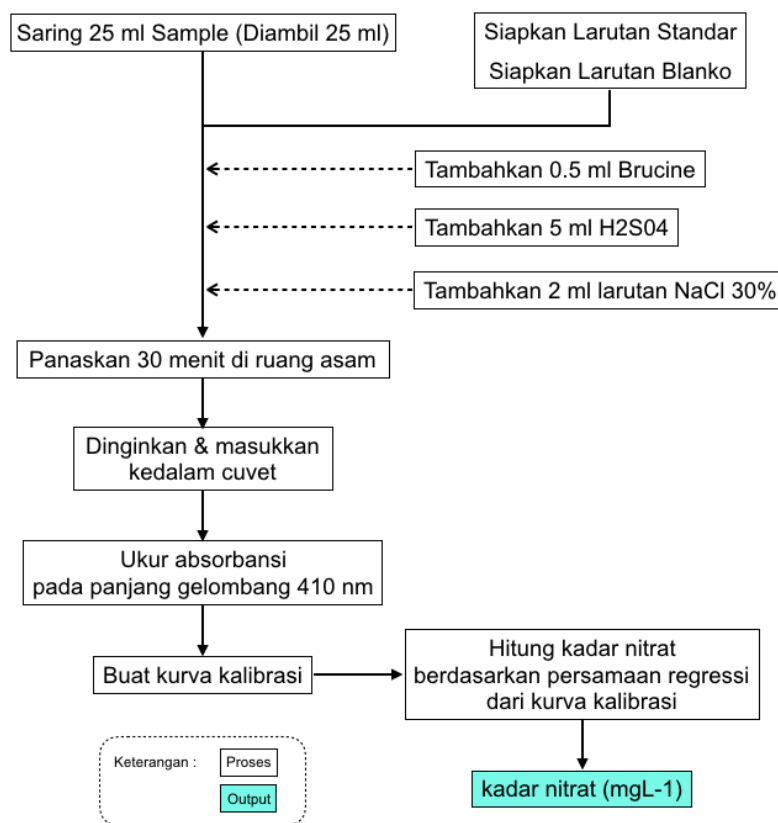 Saring 25 ml Sample (Diambil 25 ml)
Siapkan Larutan Standar
Siapkan Larutan Blanko
Tambahkan 0.5 ml Brucine
Tambahkan 5 ml H2S04
Tambahkan 2 ml larutan NaCl 30%
Panaskan 30 menit di ruang asam
Dinginkan & masukkan
kedalam cuvet
Ukur absorbansi
pada panjang gelombang 410 nm
Buat kurva kalibrasi
Hitung kadar nitrat
berdasarkan persamaan regressi
dari kurva kalibrasi
kadar nitrat (mgL-1)
Keterangan :
Proses
Output